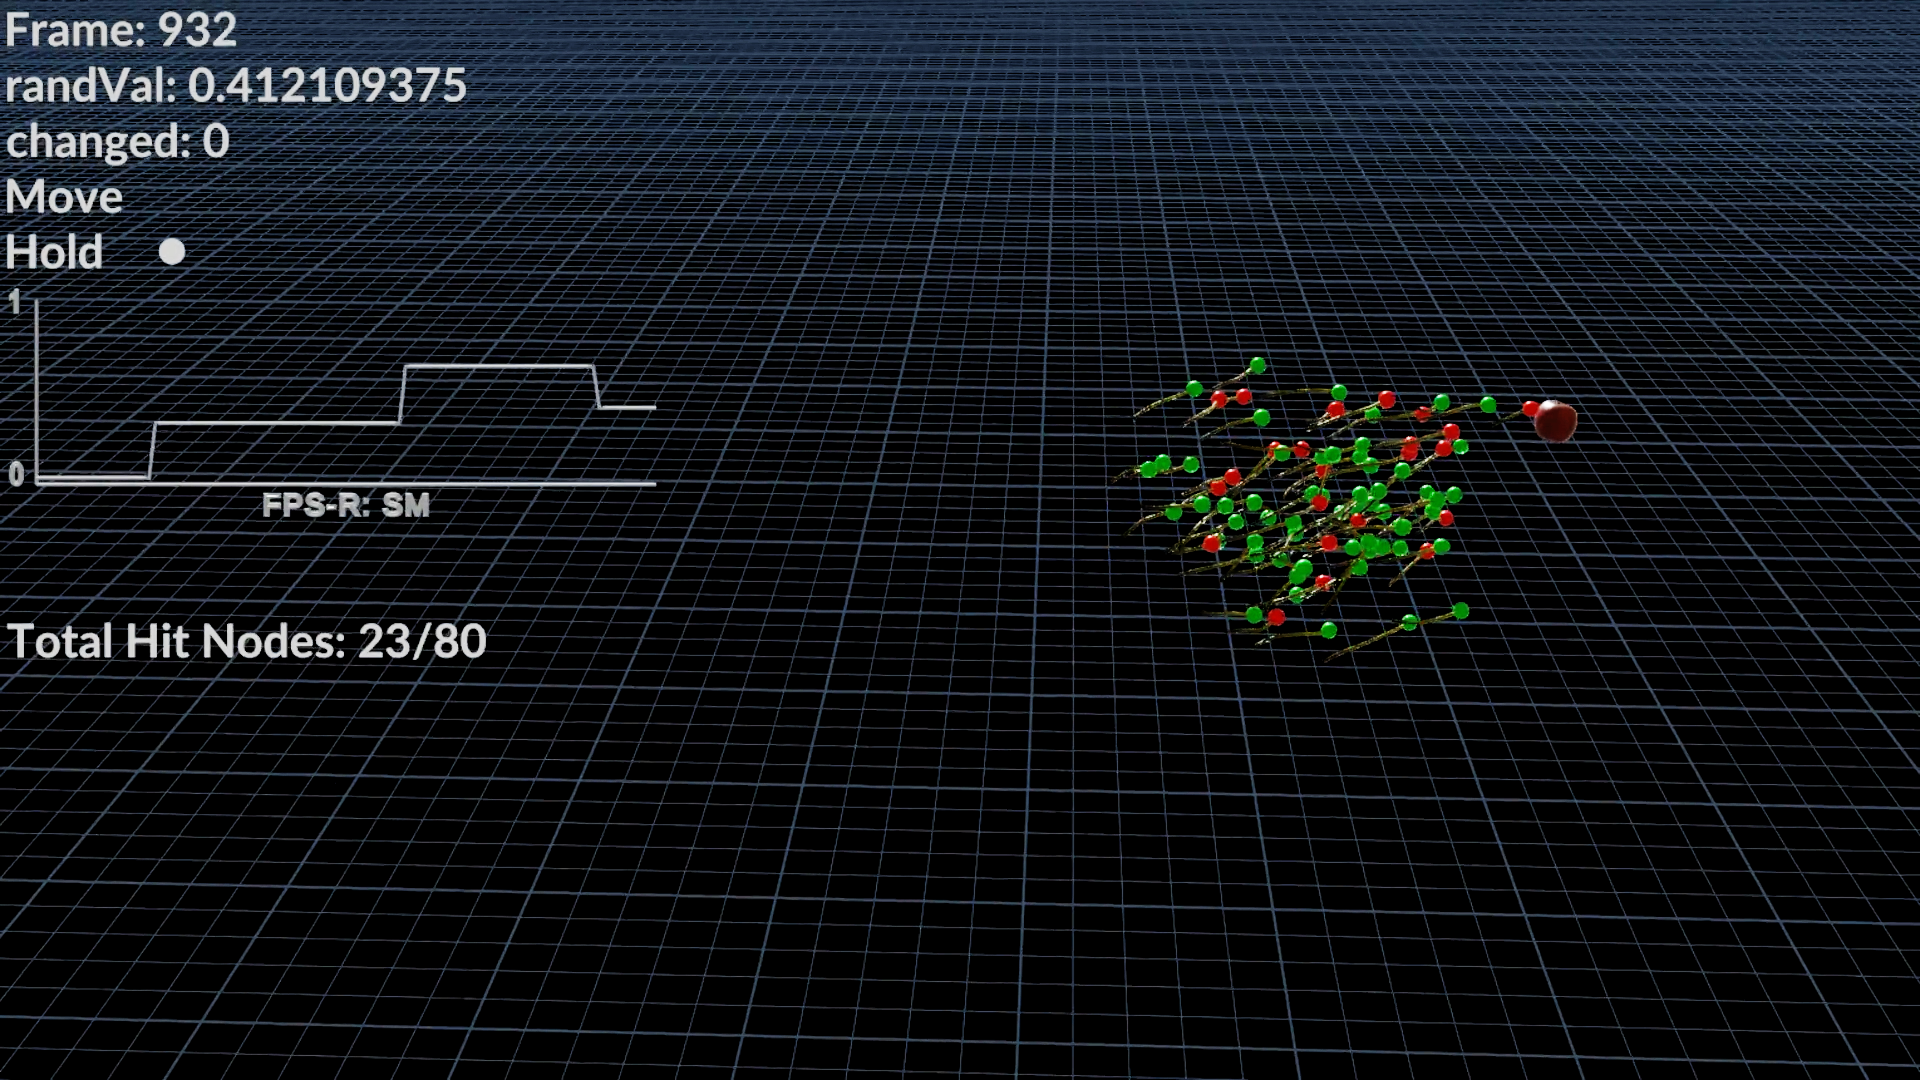 Frame: 932
randVal: 0.412109375
changed: 0
Move
Hold
1
0
FPS-R: SM
Total Hit Nodes: 23/80